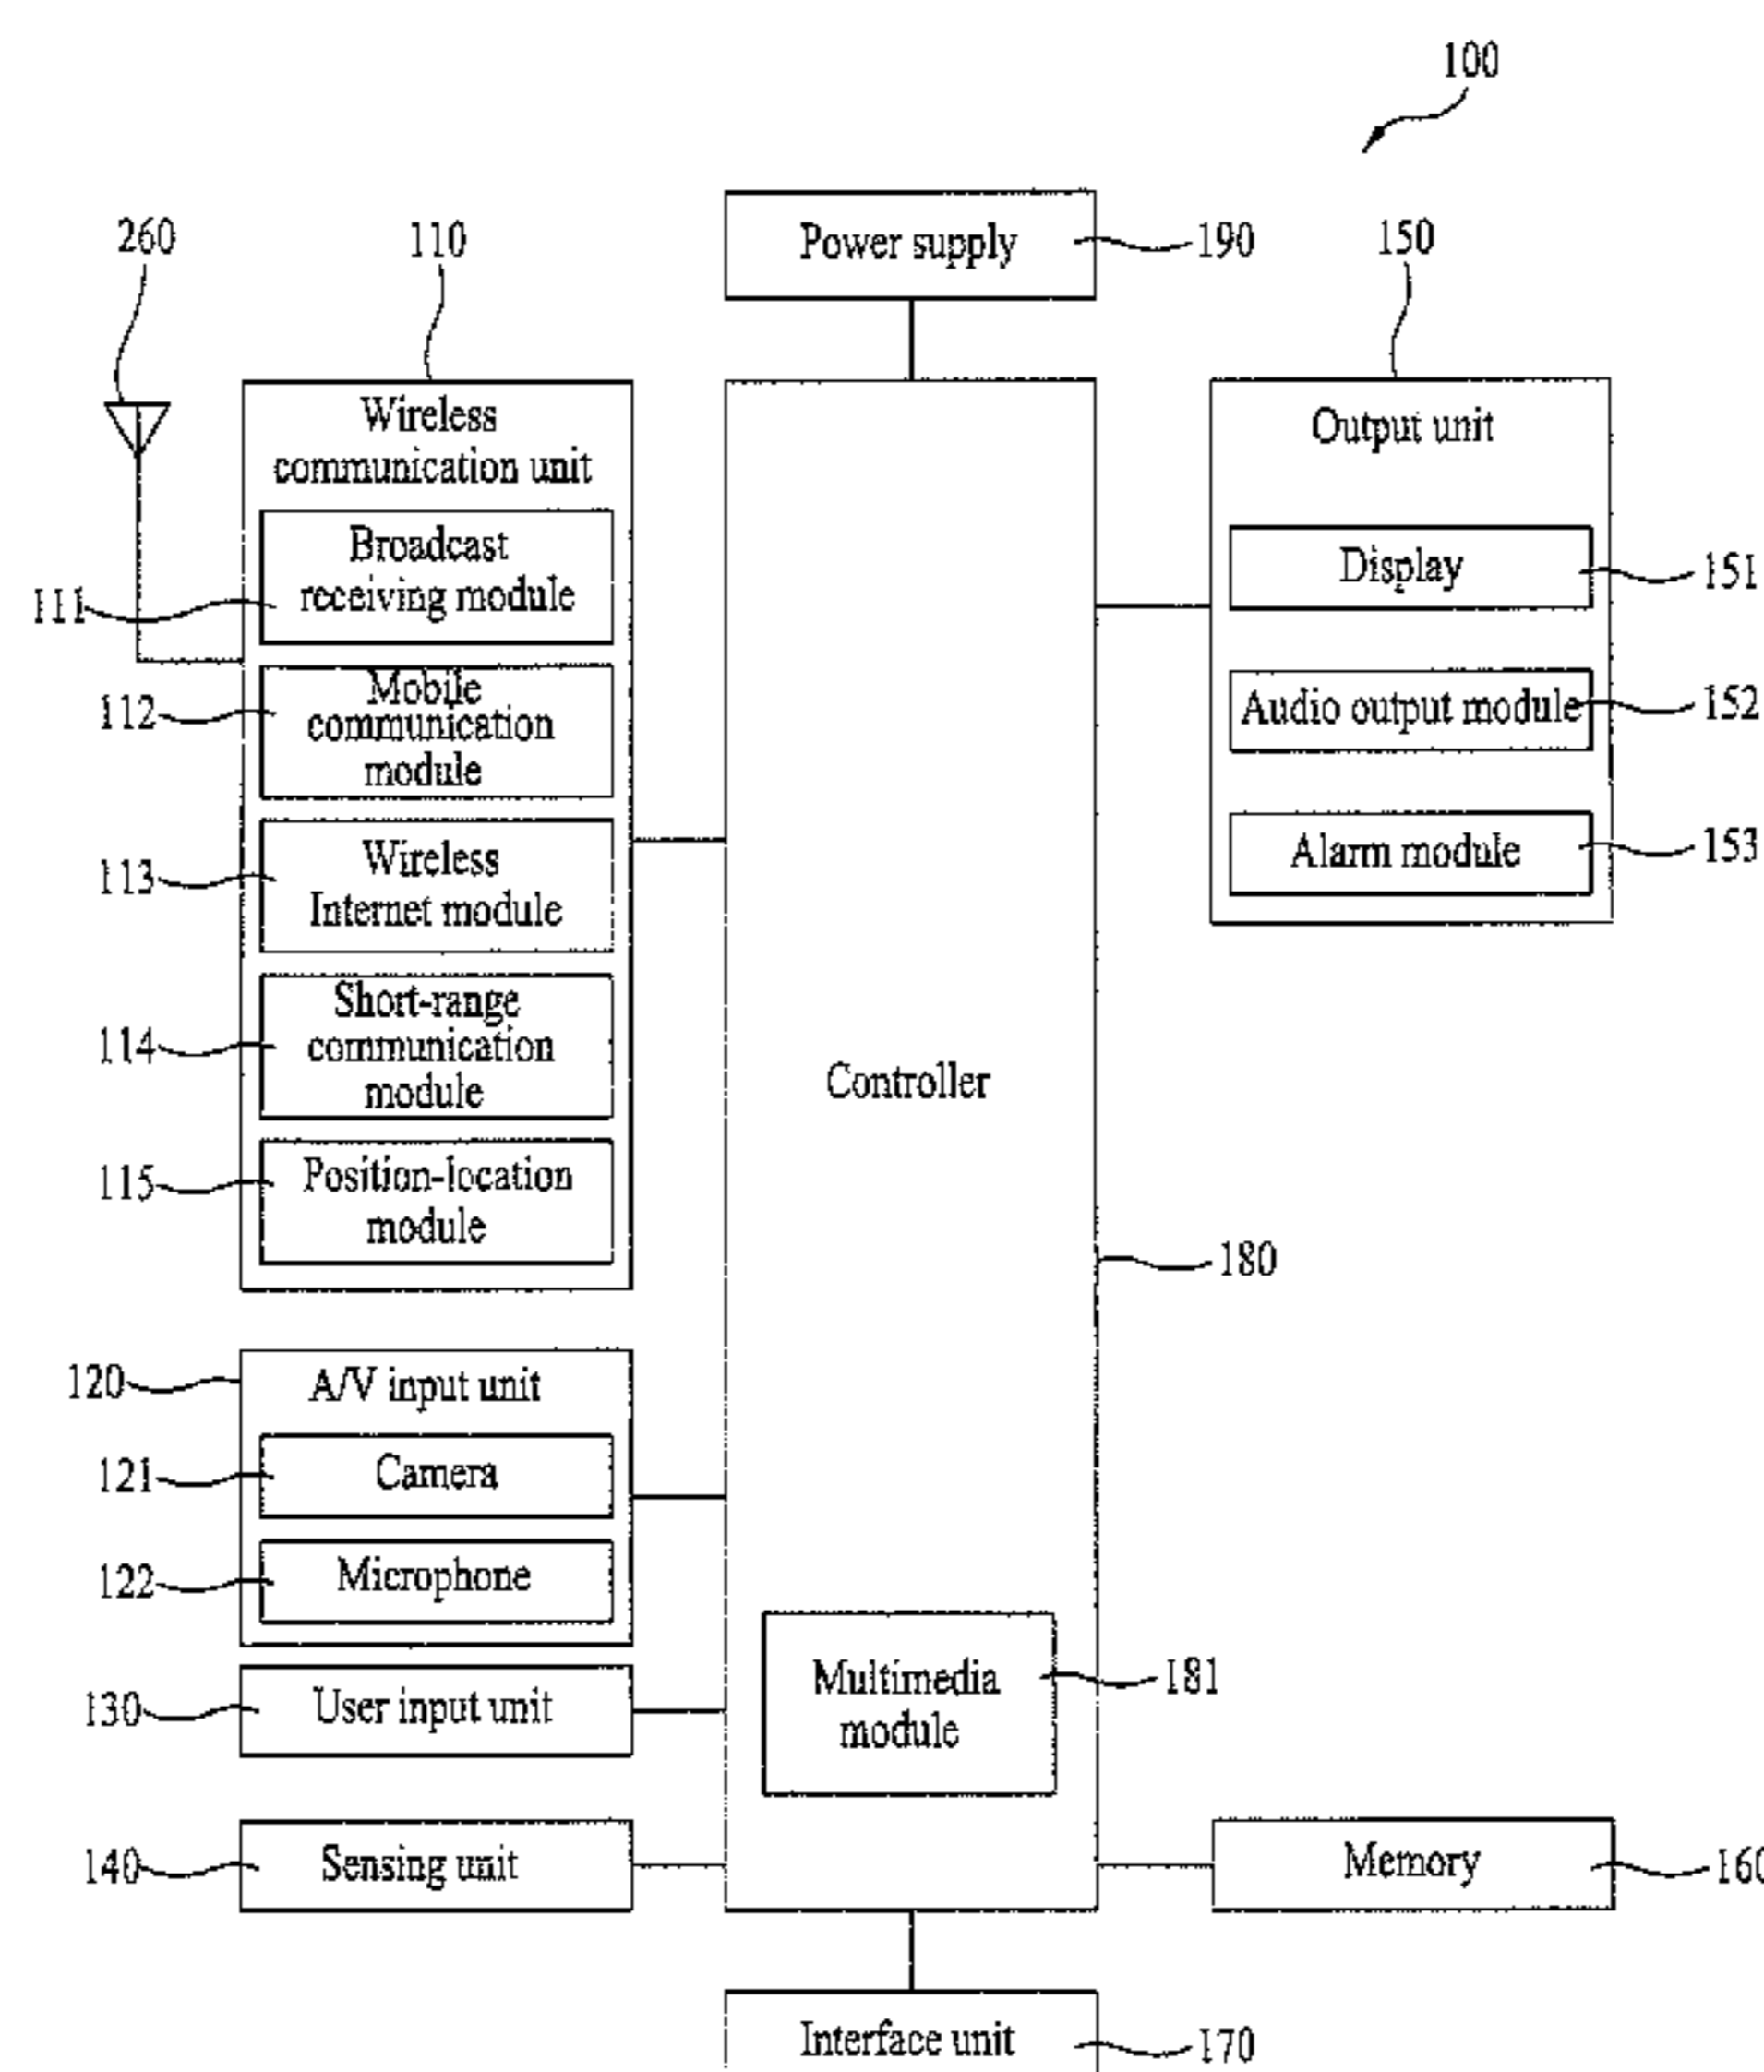 100
Power supply
190
260
110
150
Wireless
communication unit
Broadcast
receiving module
111
Mobile
communication
module
112
Wireless
Internet module
113
Short-range
communication
module
114
Position-location
module
115
Output unit
Display
151
Audio output module
152
Alarm module
153
Controller
180
120
A/V input unit
121
Camera
122
Microphone
130
User input unit
Multimedia
module
181
140
Sensing unit
Memory
160
Interface unit
170